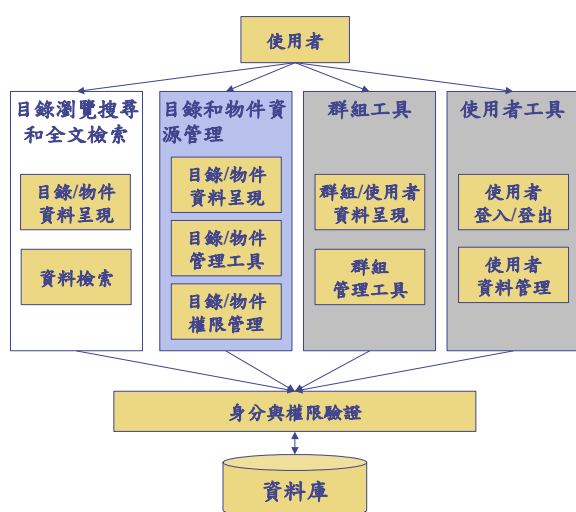 使用者
目錄瀏覽搜尋
和全文檢索
目錄/物件
資料呈現
資料檢索
目錄和物件資
源管理
目錄/物件
資料呈現
目錄/物件
管理工具
目錄/物件
權限管理
群組工具
群組/使用者
資料呈現
群組
管理工具
使用者工具
使用者
登入/登出
使用者
資料管理
身分與權限驗證
資料庫